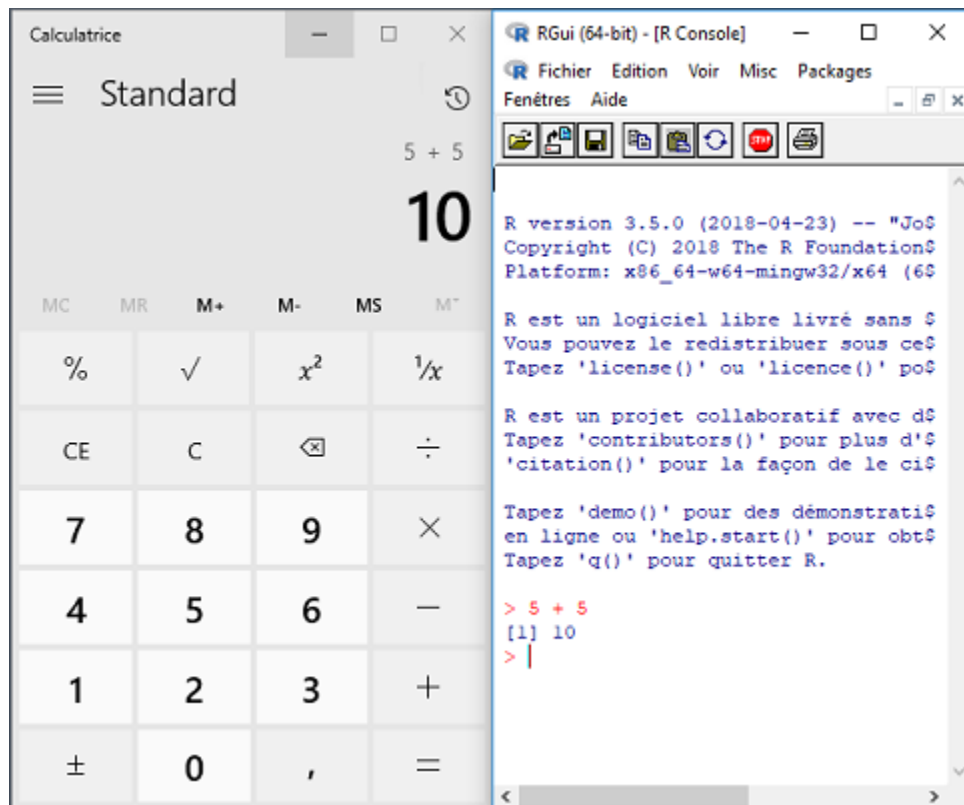 Calculatrice
Standard
5 + 5
10
MC MR M+ M- MS M˅
% √ x² ¹/x
CE C ÷
7 8 9 ×
4 5 6 −
1 2 3 +
± 0 , =
RGui (64-bit) - [R Console]
Fichier Edition Voir Misc Packages
Fenêtres Aide
STOP
R version 3.5.0 (2018-04-23) -- "Jo$
Copyright (C) 2018 The R Foundation$
Platform: x86_64-w64-mingw32/x64 (6$
R est un logiciel libre livré sans $
Vous pouvez le redistribuer sous ce$
Tapez 'license()' ou 'licence()' po$
R est un projet collaboratif avec d$
Tapez 'contributors()' pour plus d'$
'citation()' pour la façon de le ci$
Tapez 'demo()' pour des démonstrati$
en ligne ou 'help.start()' pour obt$
Tapez 'q()' pour quitter R.
> 5 + 5
[1] 10
>